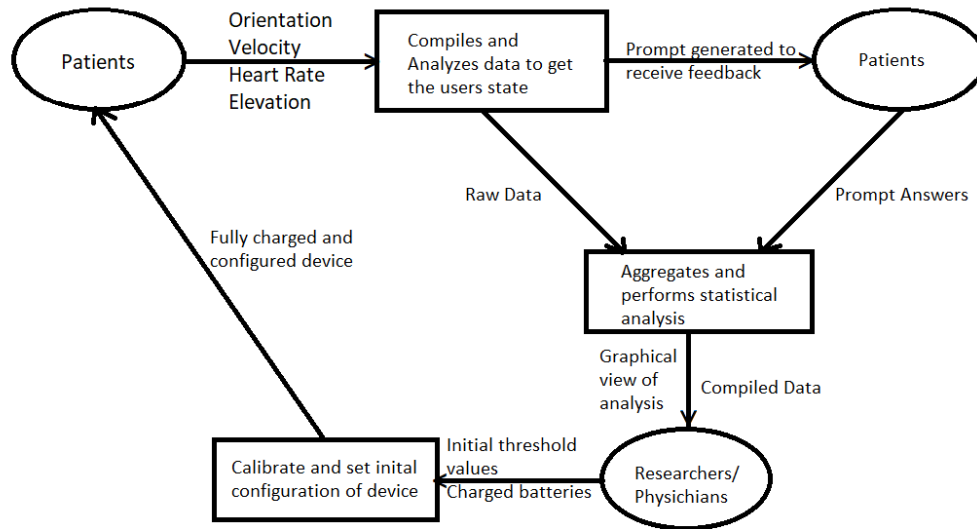 Patients
Orientation
Velocity
Heart Rate
Elevation
Compiles and
Analyzes data to get
the users state
Prompt generated to
receive feedback
Patients
Raw Data
Prompt Answers
Fully charged and
configured device
Aggregates and
performs statistical
analysis
Graphical
view of
analysis
Compiled Data
Initial threshold
values
Charged batteries
Calibrate and set inital
configuration of device
Researchers/
Physichians